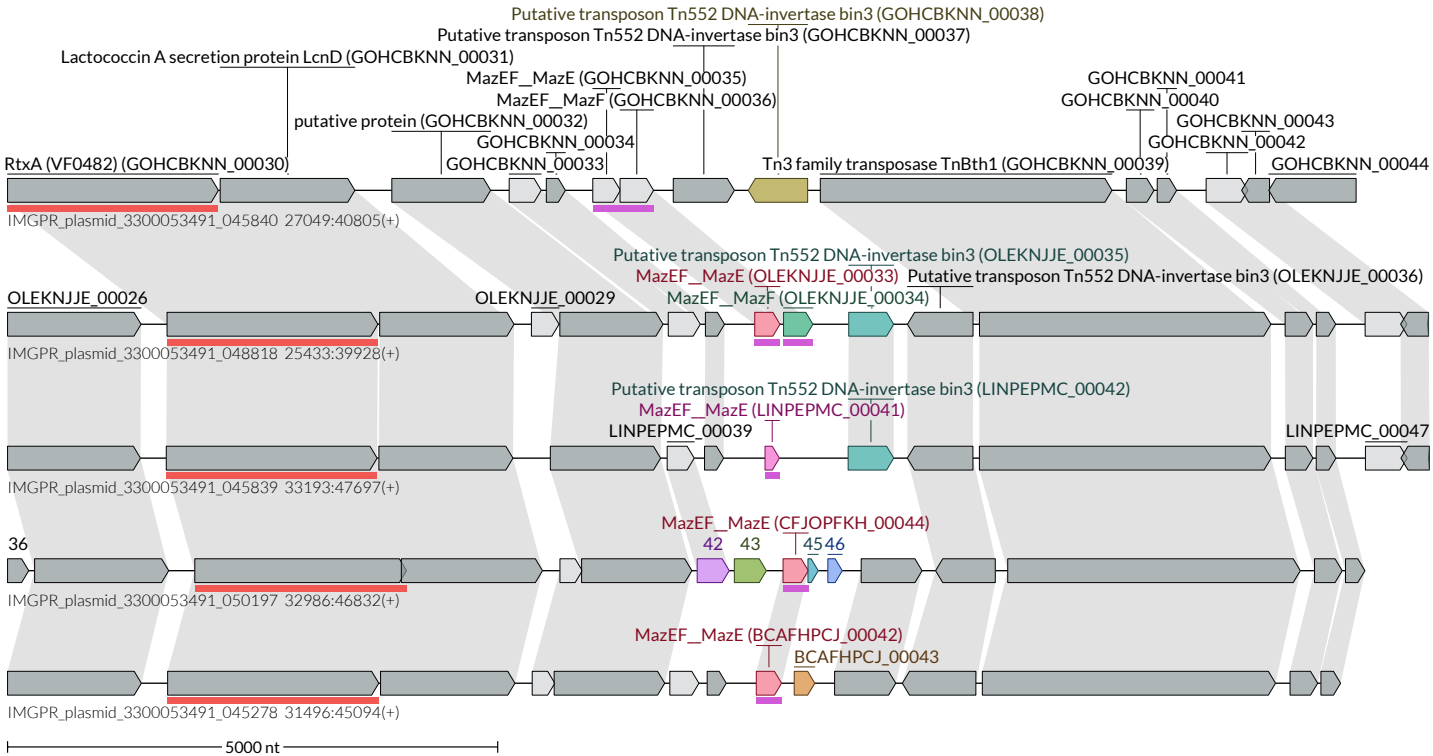 Putative transposon Tn552 DNA-invertase bin3 (GOHCBKNN_00038)
Putative transposon Tn552 DNA-invertase bin3 (GOHCBKNN_00037)
Lactococcin A secretion protein LcnD (GOHCBKNN_00031)
MazEF__MazE (GOHCBKNN_00035)
GOHCBKNN_00041
MazEF__MazF (GOHCBKNN_00036)
GOHCBKNN_00040
putative protein (GOHCBKNN_00032)
GOHCBKNN_00043
GOHCBKNN_00034
GOHCBKNN_00042
RtxA (VF0482) (GOHCBKNN_00030)
GOHCBKNN_00033
Tn3 family transposase TnBth1 (GOHCBKNN_00039)
GOHCBKNN_00044
IMGPR_plasmid_3300053491_045840 27049:40805(+)
Putative transposon Tn552 DNA-invertase bin3 (OLEKNJJE_00035)
MazEF__MazE (OLEKNJJE_00033)
Putative transposon Tn552 DNA-invertase bin3 (OLEKNJJE_00036)
OLEKNJJE_00026
OLEKNJJE_00029
MazEF__MazF (OLEKNJJE_00034)
IMGPR_plasmid_3300053491_048818 25433:39928(+)
Putative transposon Tn552 DNA-invertase bin3 (LINPEPMC_00042)
MazEF__MazE (LINPEPMC_00041)
LINPEPMC_00039
LINPEPMC_00047
IMGPR_plasmid_3300053491_045839 33193:47697(+)
MazEF__MazE (CFJOPFKH_00044)
36
42
43
45
46
IMGPR_plasmid_3300053491_050197 32986:46832(+)
MazEF__MazE (BCAFHPCJ_00042)
BCAFHPCJ_00043
IMGPR_plasmid_3300053491_045278 31496:45094(+)
5000 nt